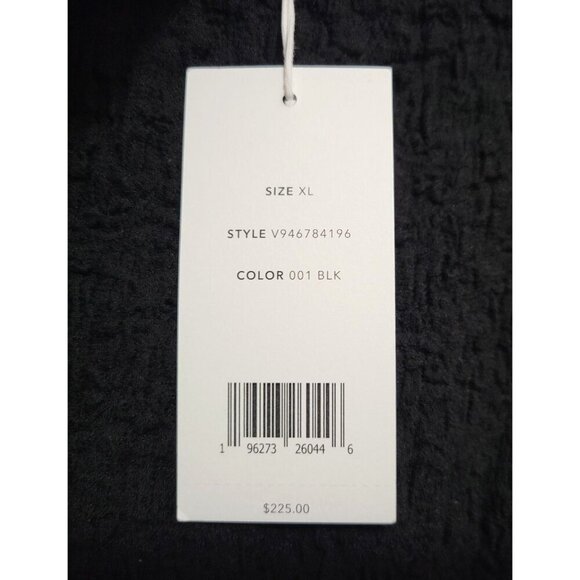 SIZE XL
STYLE V946784196
COLOR 001 BLK
1 96273 26044 6
$225.00